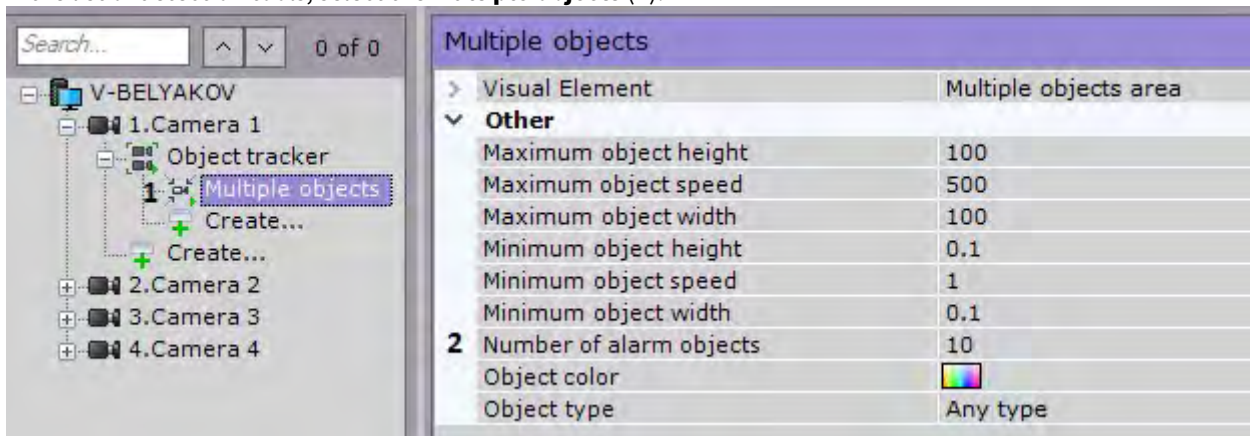 Search... 0 of 0
V-BELYAKOV
1.Camera 1
Object tracker
1 Multiple objects
Create...
Create...
2.Camera 2
3.Camera 3
4.Camera 4
Multiple objects
Visual Element Multiple objects area
Other
Maximum object height 100
Maximum object speed 500
Maximum object width 100
Minimum object height 0.1
Minimum object speed 1
Minimum object width 0.1
2 Number of alarm objects 10
Object color
Object type Any type